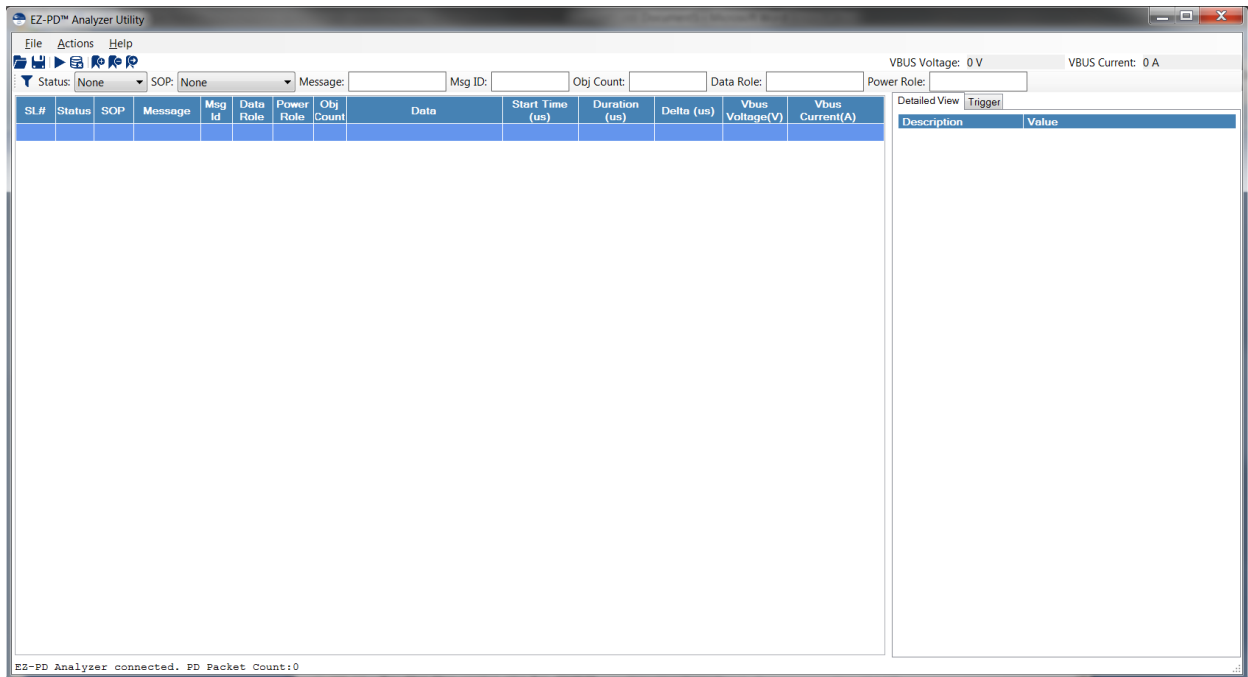 EZ-PD™ Analyzer Utility
File Actions Help
VBUS Voltage: 0 V VBUS Current: 0 A
Status: None SOP: None Message: Msg ID: Obj Count: Data Role: Power Role:
Detailed View Trigger
SL# Status SOP Message Msg Id Data Role Power Role Obj Count Data Start Time (us) Duration (us) Delta (us) Vbus Voltage(V) Vbus Current(A)
Description Value
EZ-PD Analyzer connected. PD Packet Count:0